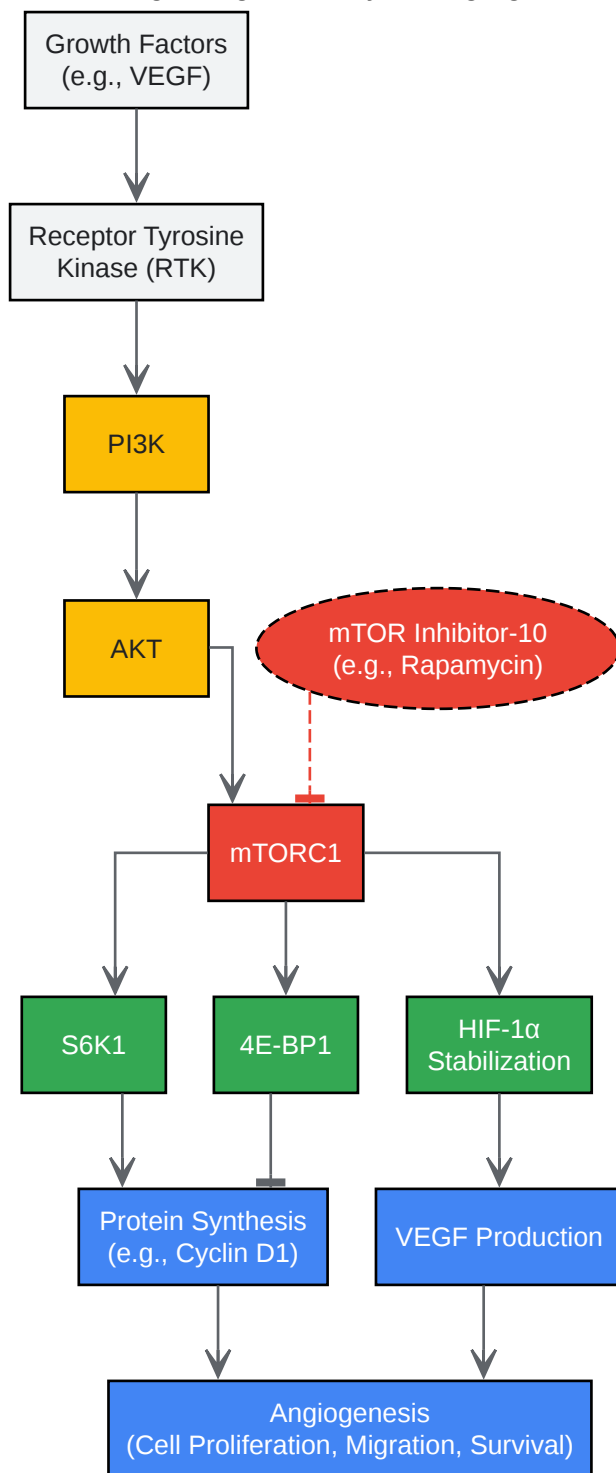 Growth Factors
(e.g., VEGF)
Receptor Tyrosine
Kinase (RTK)
PI3K
AKT
mTOR Inhibitor-10
(e.g., Rapamycin)
mTORC1
S6K1
4E-BP1
HIF-1α
Stabilization
Protein Synthesis
(e.g., Cyclin D1)
VEGF Production
Angiogenesis
(Cell Proliferation, Migration, Survival)